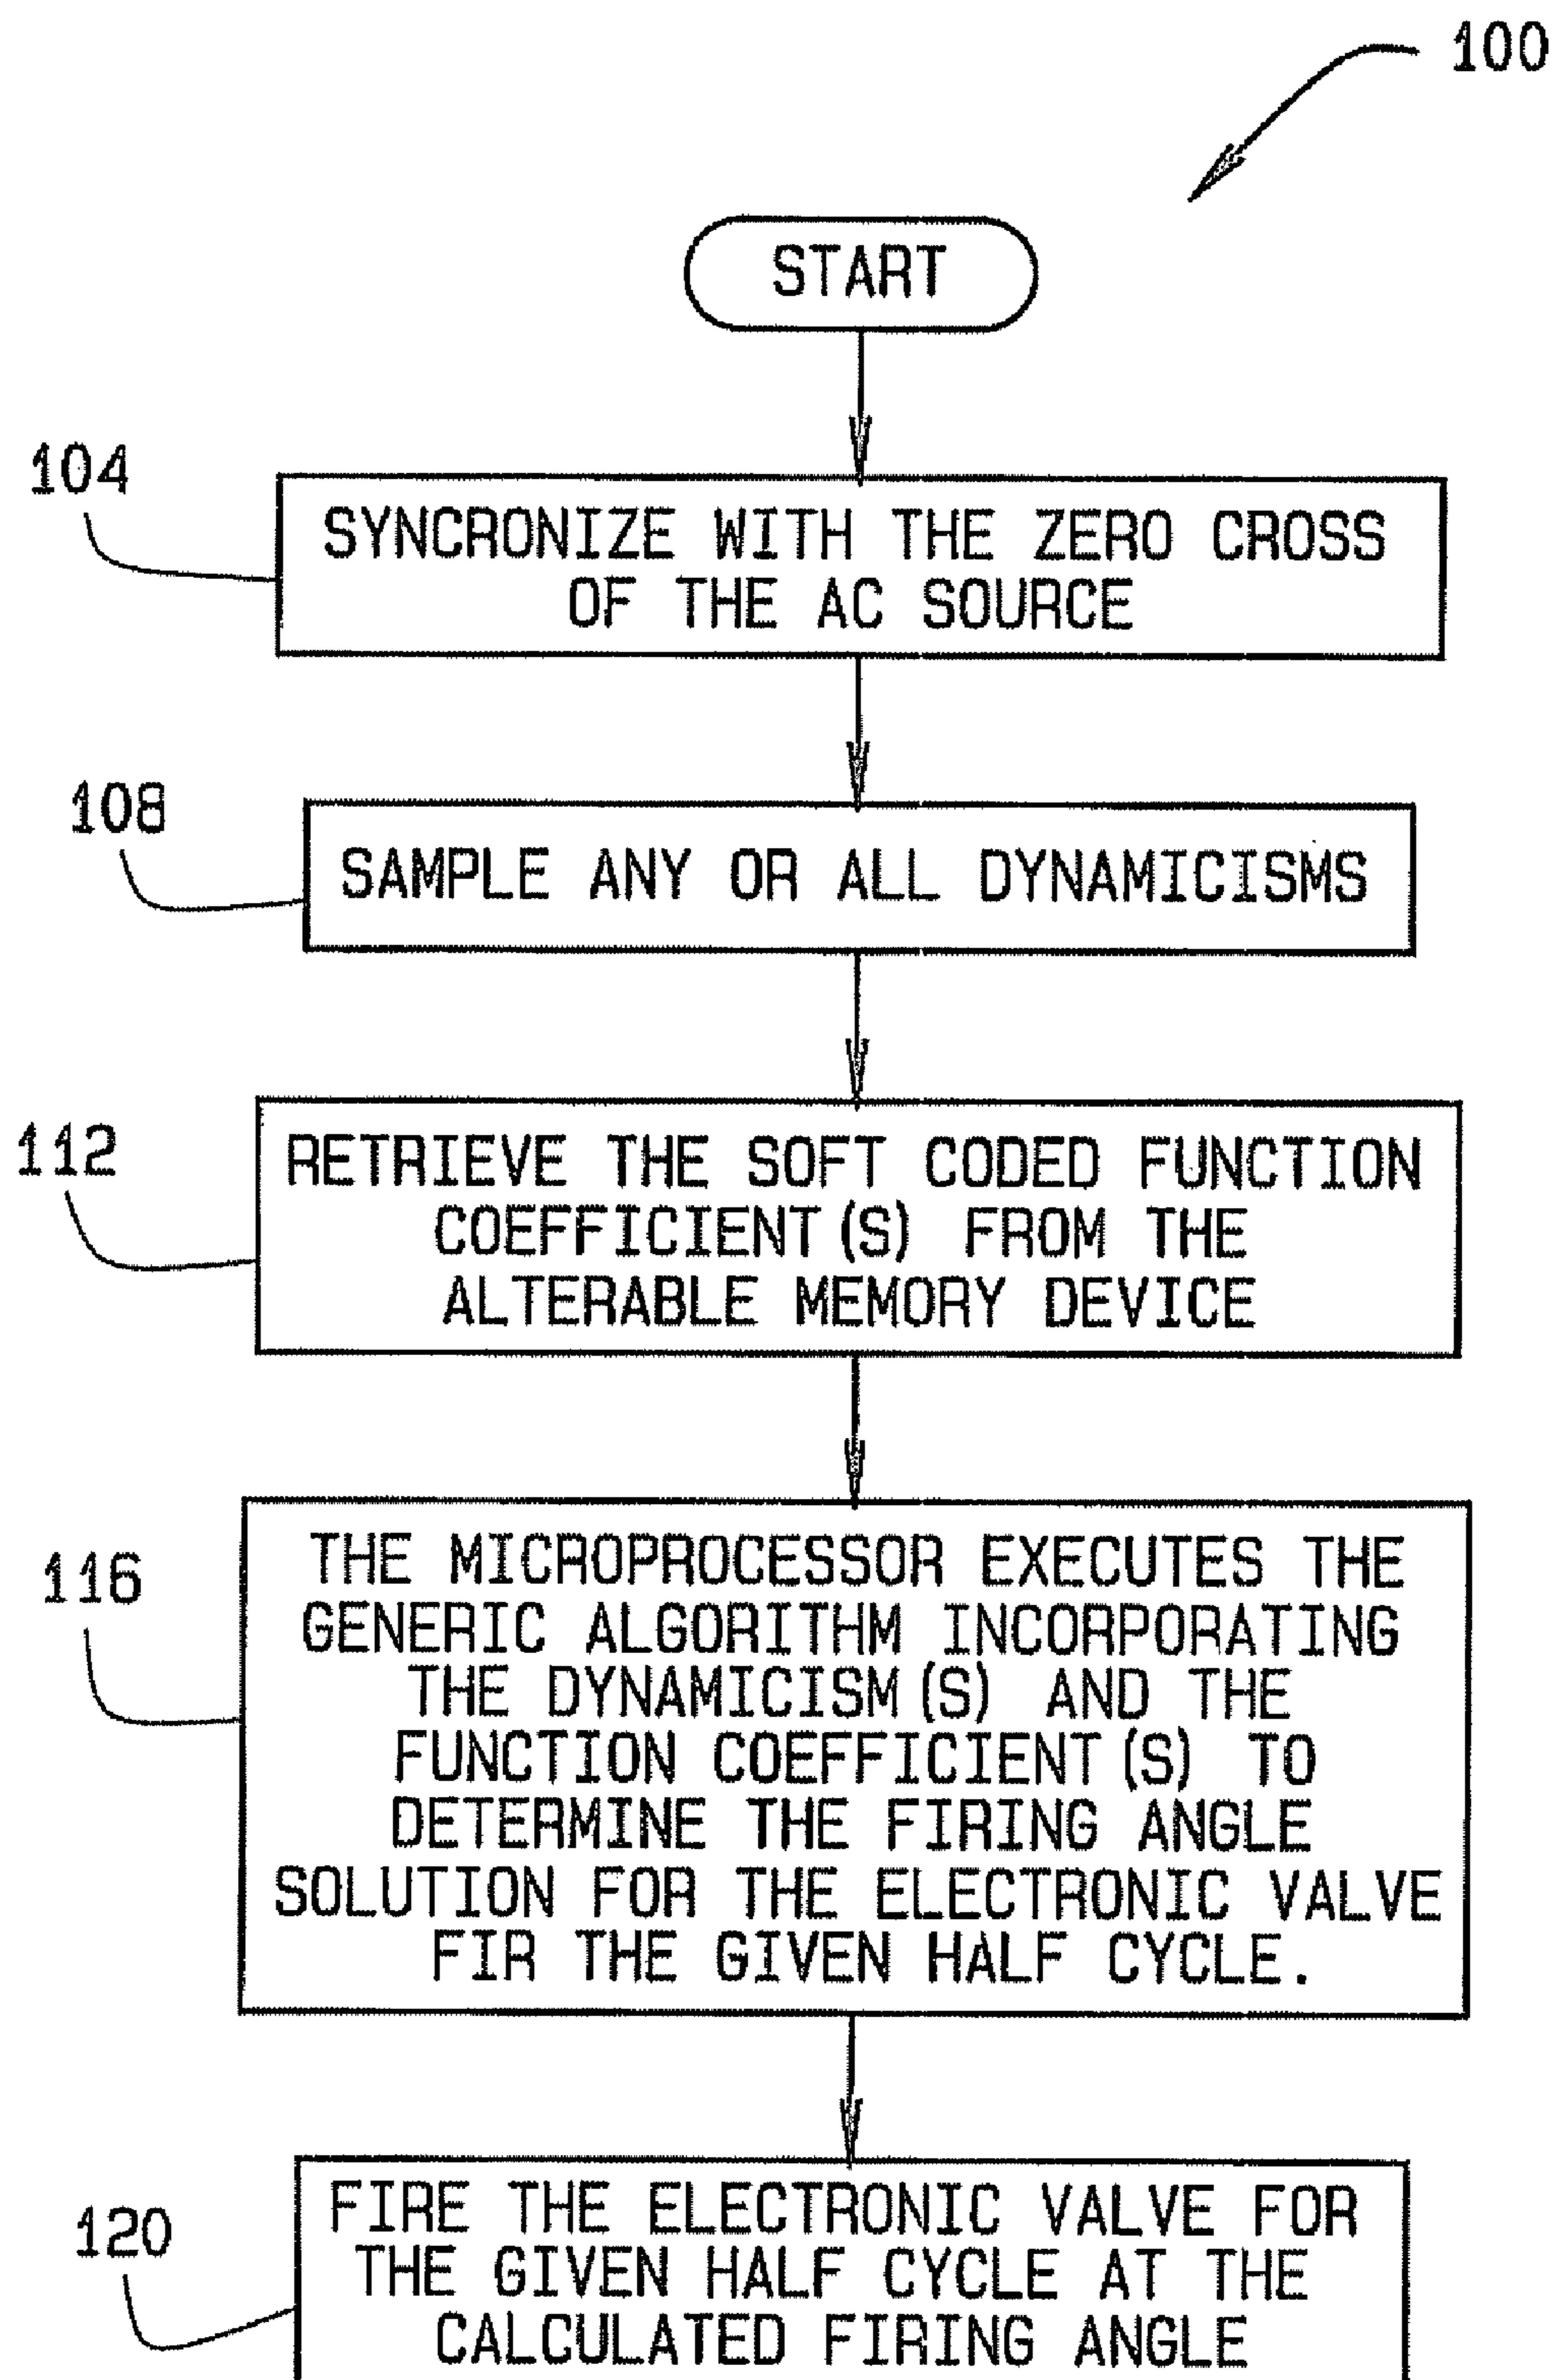 100
START
104
SYNCRONIZE WITH THE ZERO CROSS
OF THE AC SOURCE
108
SAMPLE ANY OR ALL DYNAMICISMS
112
RETRIEVE THE SOFT CODED FUNCTION
COEFFICIENT(S) FROM THE
ALTERABLE MEMORY DEVICE
116
THE MICROPROCESSOR EXECUTES THE
GENERIC ALGORITHM INCORPORATING
THE DYNAMICISM(S) AND THE
FUNCTION COEFFICIENT(S) TO
DETERMINE THE FIRING ANGLE
SOLUTION FOR THE ELECTRONIC VALVE
FIR THE GIVEN HALF CYCLE.
120
FIRE THE ELECTRONIC VALVE FOR
THE GIVEN HALF CYCLE AT THE
CALCULATED FIRING ANGLE